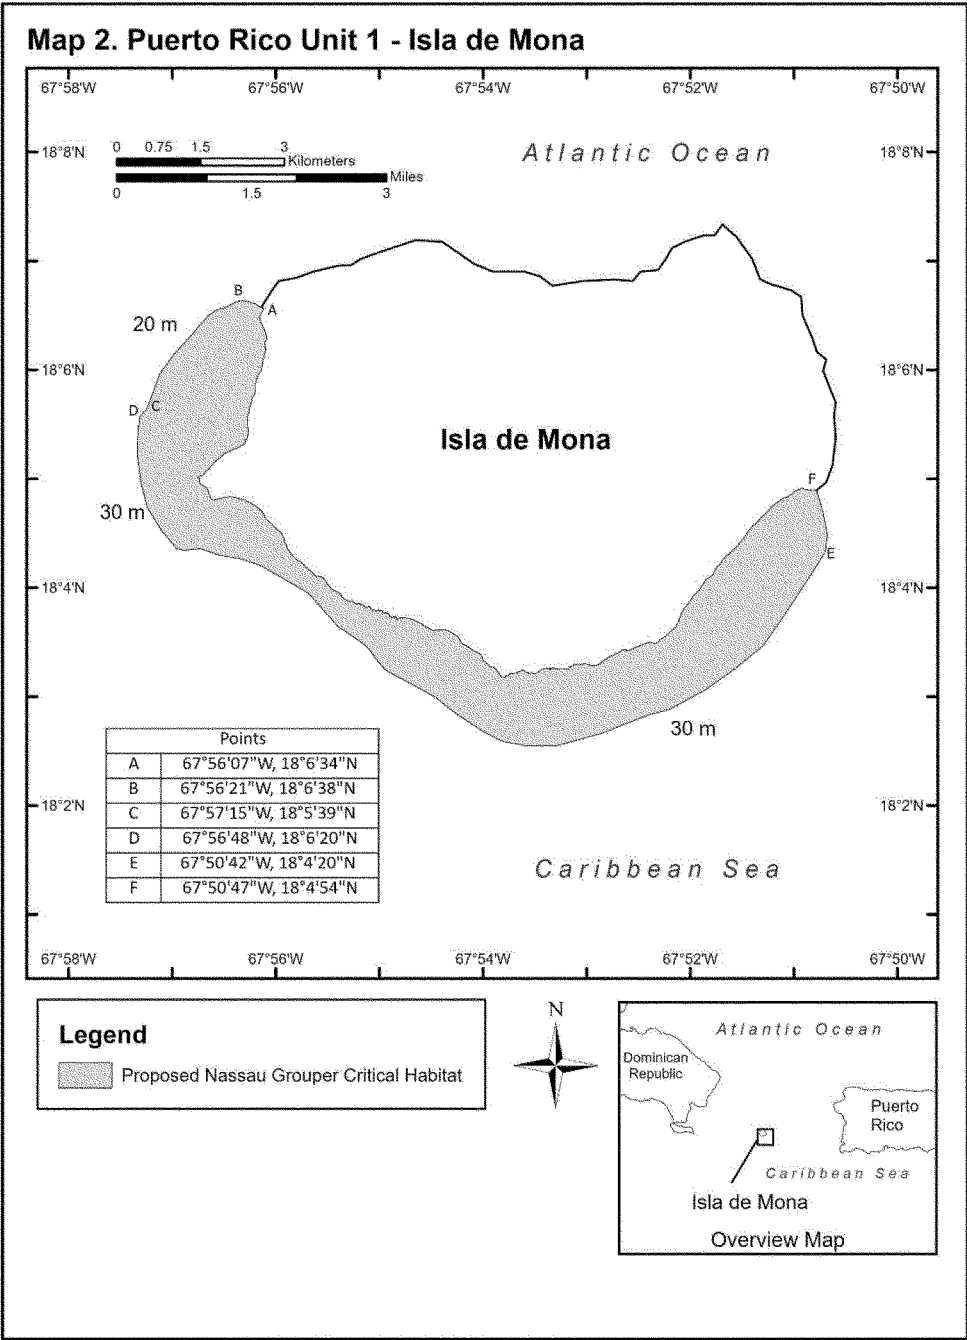 Map 2. Puerto Rico Unit 1 - Isla de Mona
67°58'W 67°56'W 67°54'W 67°52'W 67°50'W
0 0.75 1.5 3
Kilometers
Miles
0 1.5 3
Atlantic Ocean
18°8'N 18°8'N
B
A
20 m
18°6'N 18°6'N
D C
Isla de Mona
F
30 m
E
18°4'N 18°4'N
30 m
Points
A 67°56'07"W, 18°6'34"N
B 67°56'21"W, 18°6'38"N
C 67°57'15"W, 18°5'39"N
D 67°56'48"W, 18°6'20"N
E 67°50'42"W, 18°4'20"N
F 67°50'47"W, 18°4'54"N
18°2'N 18°2'N
Caribbean Sea
67°58'W 67°56'W 67°54'W 67°52'W 67°50'W
Legend
Proposed Nassau Grouper Critical Habitat
N
Atlantic Ocean
Dominican
Republic
Puerto
Rico
Caribbean Sea
Isla de Mona
Overview Map